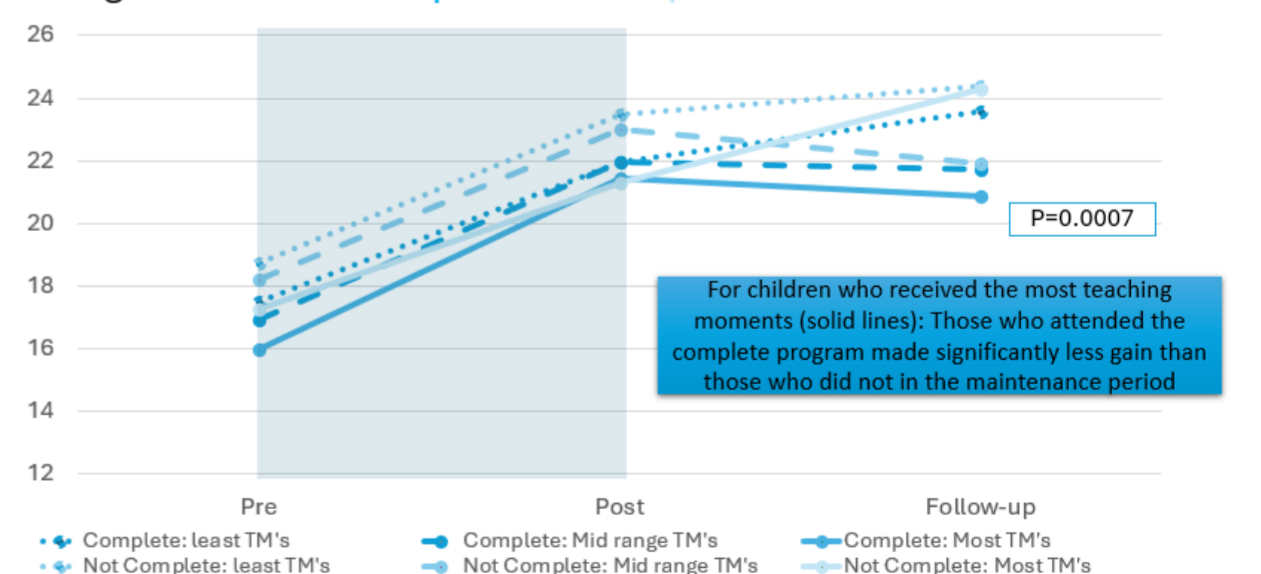 26
24
22
20
18
16
14
12
P=0.0007
For children who received the most teaching
moments (solid lines): Those who attended the
complete program made significantly less gain than
those who did not in the maintenance period
Pre Post Follow-up
Complete: least TM's Complete: Mid range TM's Complete: Most TM's
Not Complete: least TM's Not Complete: Mid range TM's Not Complete: Most TM's